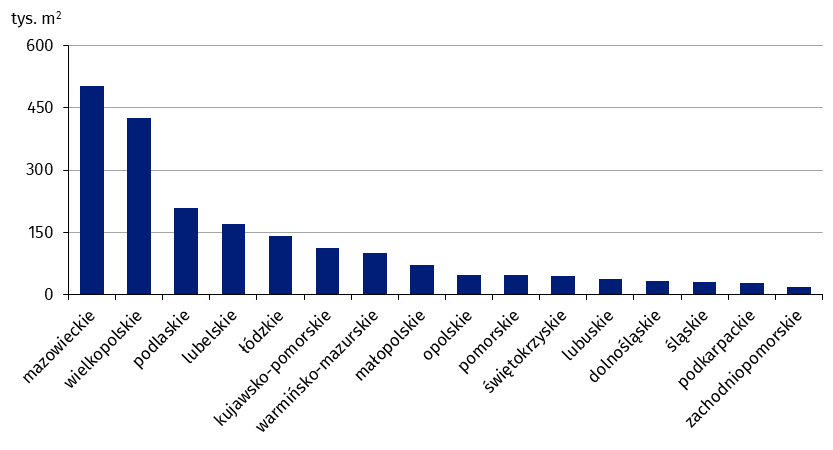 tys. m²
600
450
300
150
0
mazowieckie
wielkopolskie
podlaskie
lubelskie
łódzkie
kujawsko-pomorskie
warmińsko-mazurskie
małopolskie
opolskie
pomorskie
świętokrzyskie
lubuskie
dolnośląskie
śląskie
podkarpackie
zachodniopomorskie